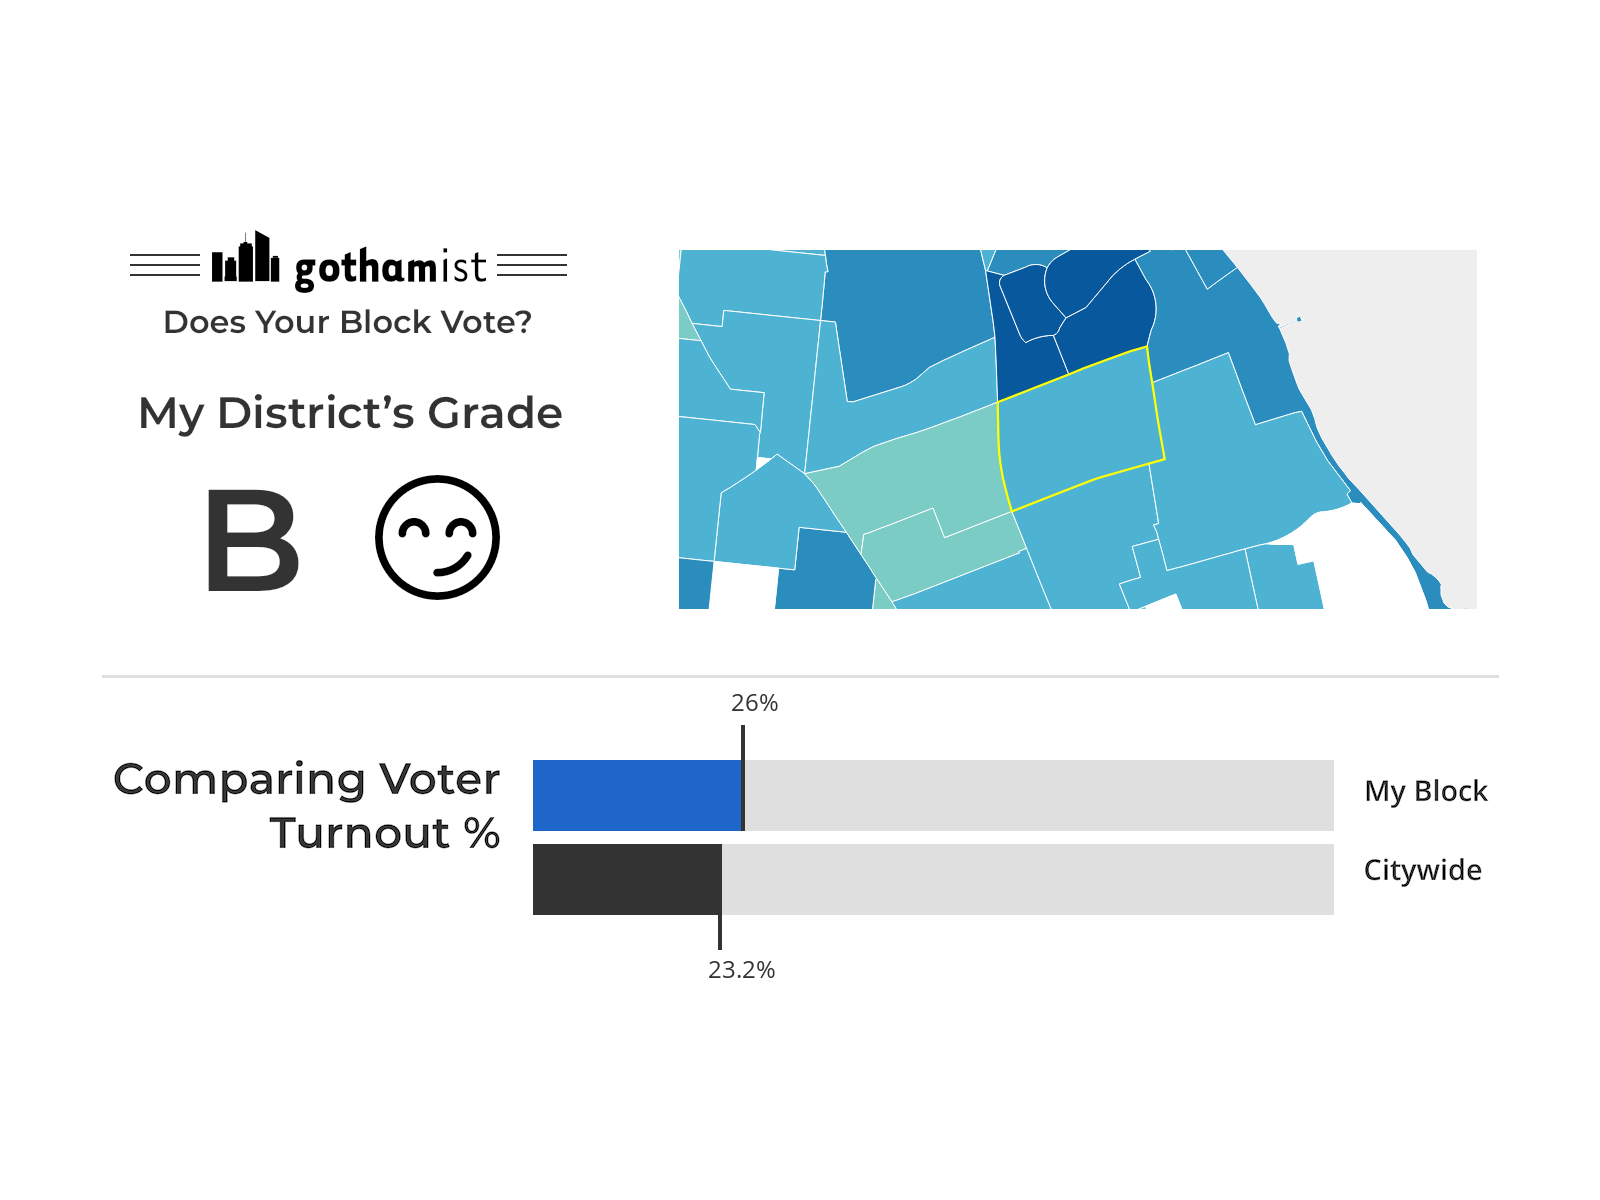 gothamist
Does Your Block Vote?
My District’s Grade
B
26%
Comparing Voter
Turnout %
My Block
Citywide
23.2%